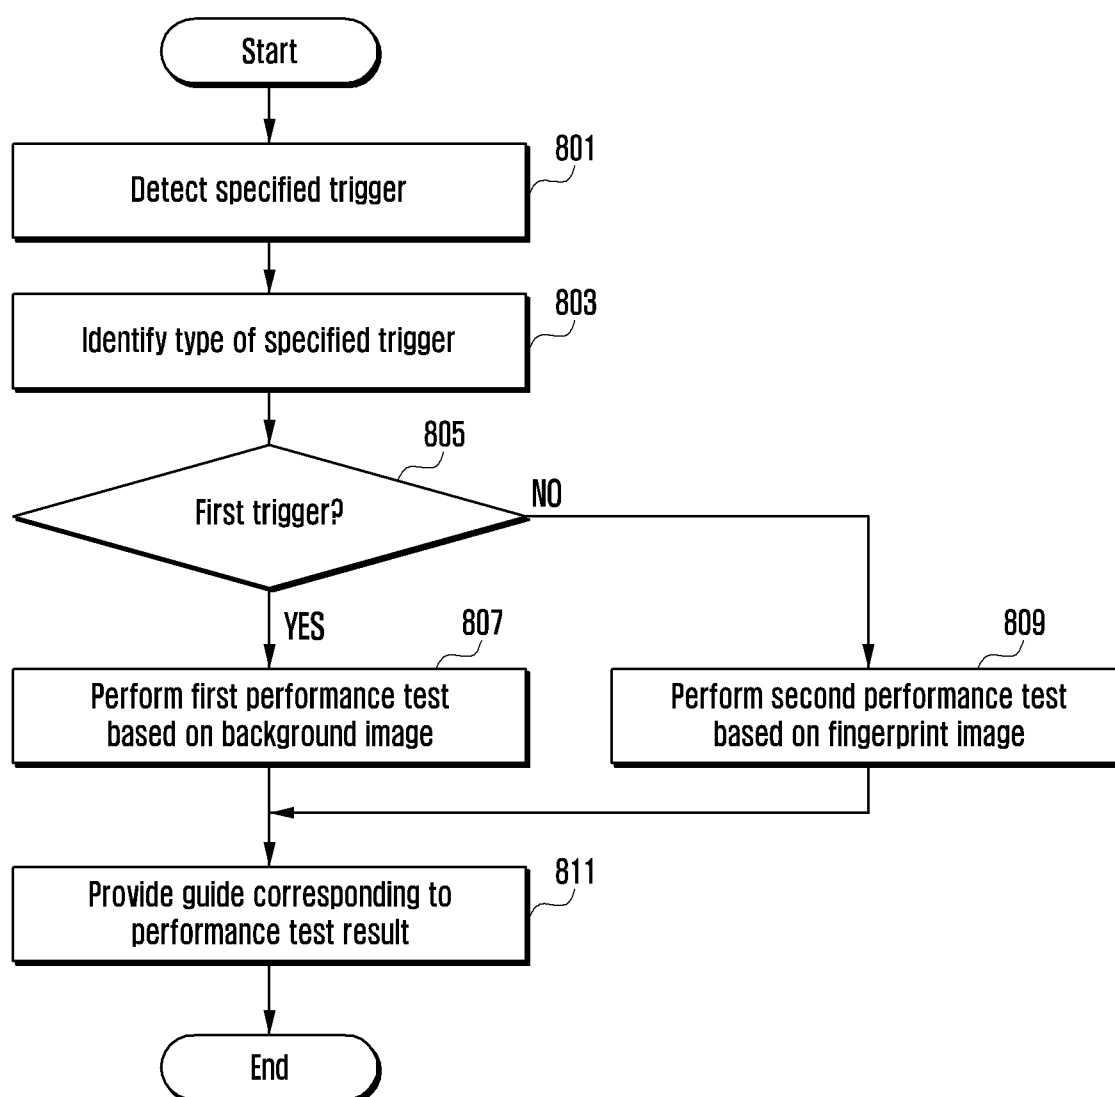 Start
801
Detect specified trigger
803
Identify type of specified trigger
805
First trigger?
NO
YES
807
Perform first performance test
based on background image
809
Perform second performance test
based on fingerprint image
811
Provide guide corresponding to
performance test result
End